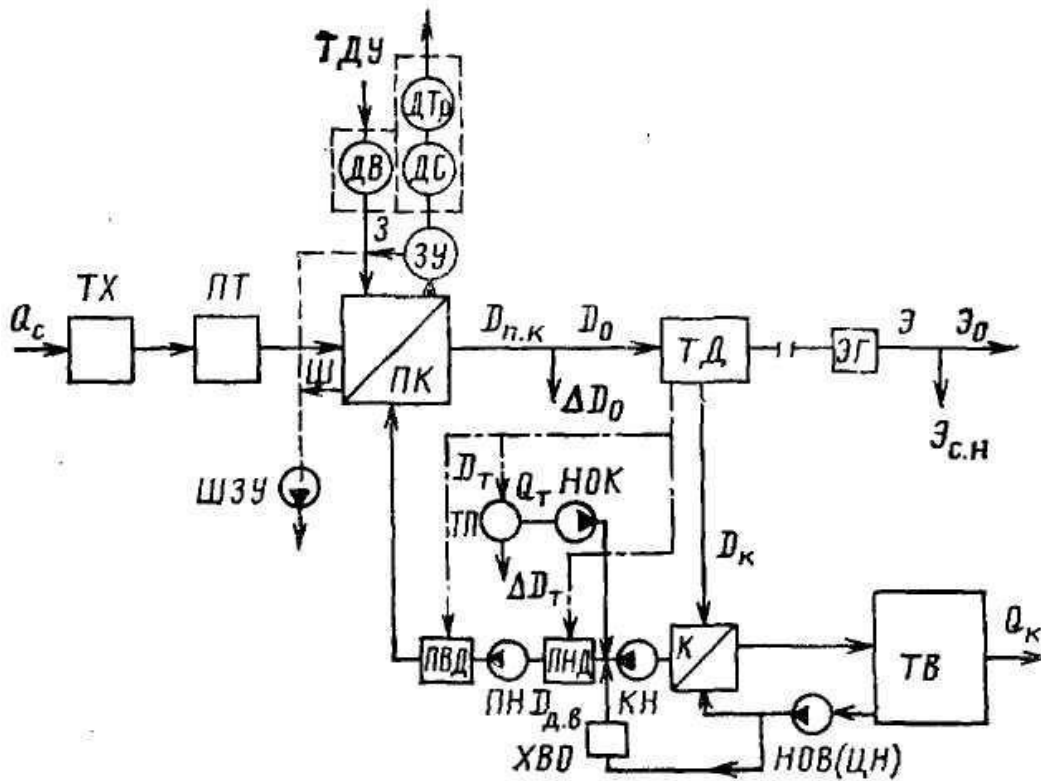 ТДУ
ДТр
ДВ
ДС
З
ЗУ
ТХ
ПТ
Qс
Ш
ПК
Dп.к
D₀
ТД
ЭГ
Э
Э₀
ΔD₀
Эс.н
ШЗУ
Dт
Qт
НОК
ТП
ΔDт
Dк
Qк
ПВД
ПНД
К
ТВ
ПН
Dд.в
КН
ХВО
НОВ(ЦН)